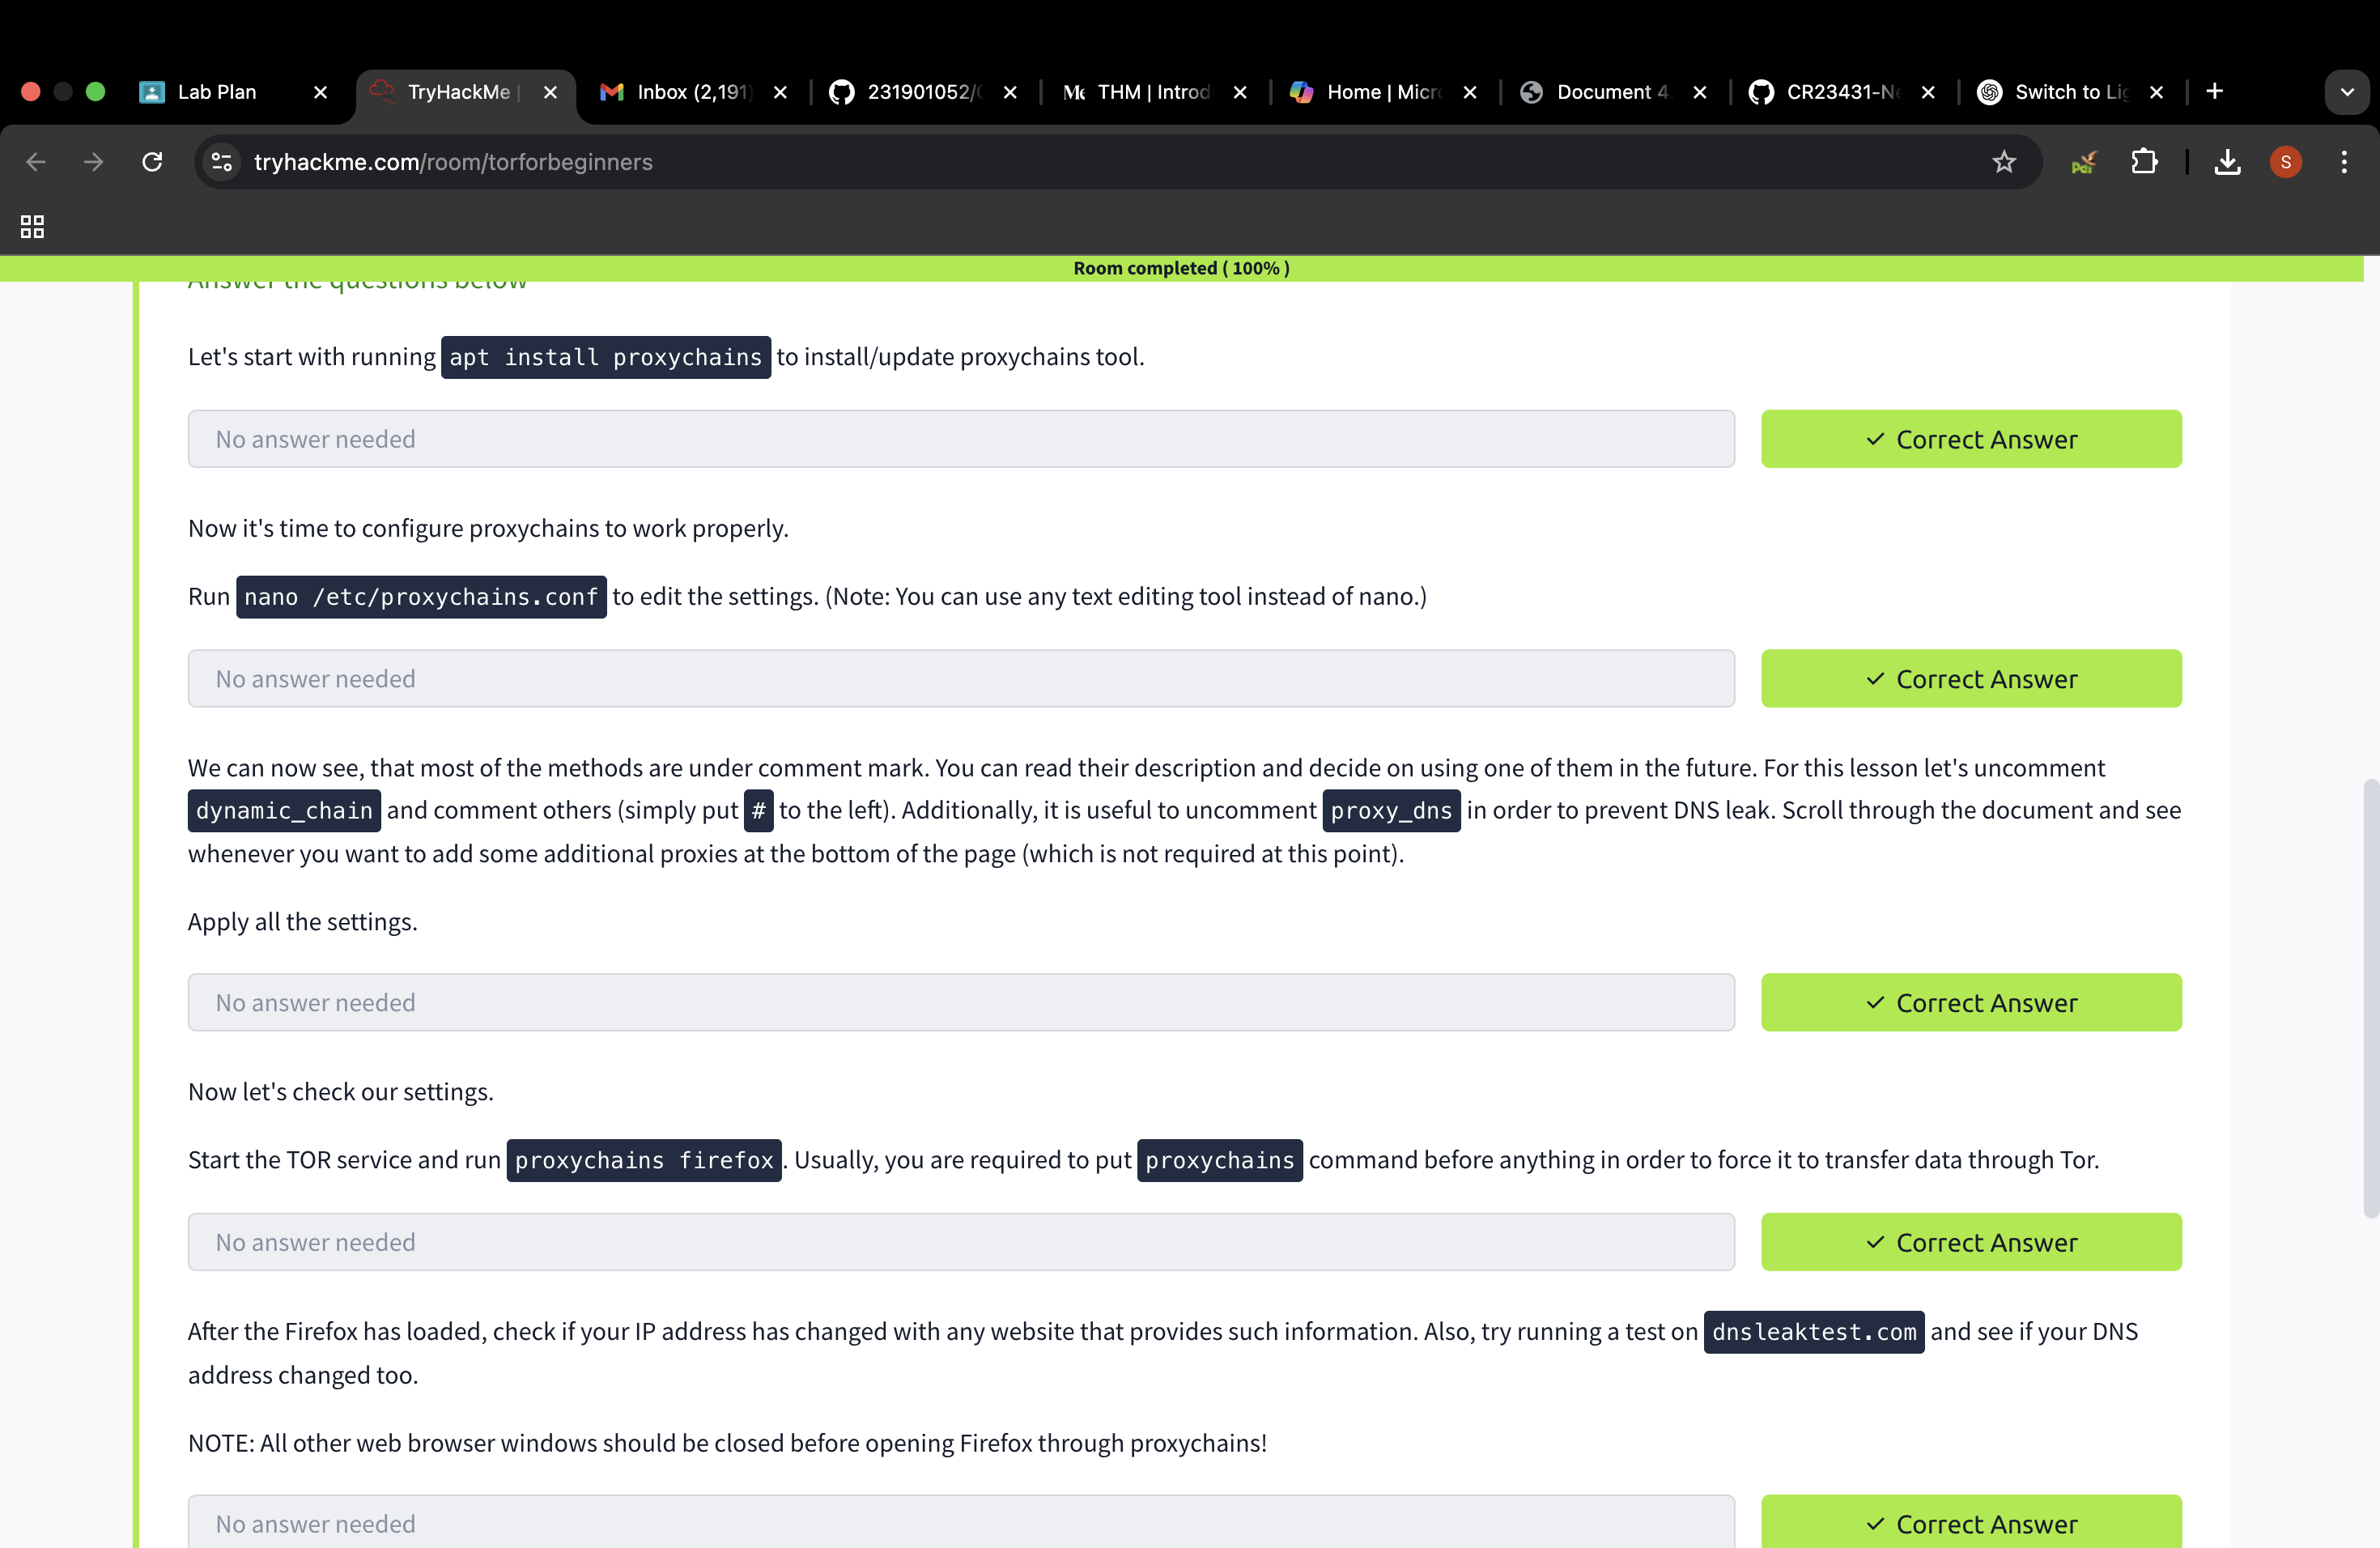 Lab Plan
TryHackMe |
Inbox (2,191)
231901052/
THM | Introd
Home | Micro
Document 4
CR23431-Ne
Switch to Lig
tryhackme.com/room/torforbeginners
S
Room completed ( 100% )
Answer the questions below
Let's start with running apt install proxychains to install/update proxychains tool.
No answer needed
✓ Correct Answer
Now it's time to configure proxychains to work properly.
Run nano /etc/proxychains.conf to edit the settings. (Note: You can use any text editing tool instead of nano.)
No answer needed
✓ Correct Answer
We can now see, that most of the methods are under comment mark. You can read their description and decide on using one of them in the future. For this lesson let's uncomment
dynamic_chain and comment others (simply put # to the left). Additionally, it is useful to uncomment proxy_dns in order to prevent DNS leak. Scroll through the document and see
whenever you want to add some additional proxies at the bottom of the page (which is not required at this point).
Apply all the settings.
No answer needed
✓ Correct Answer
Now let's check our settings.
Start the TOR service and run proxychains firefox . Usually, you are required to put proxychains command before anything in order to force it to transfer data through Tor.
No answer needed
✓ Correct Answer
After the Firefox has loaded, check if your IP address has changed with any website that provides such information. Also, try running a test on dnsleaktest.com and see if your DNS
address changed too.
NOTE: All other web browser windows should be closed before opening Firefox through proxychains!
No answer needed
✓ Correct Answer